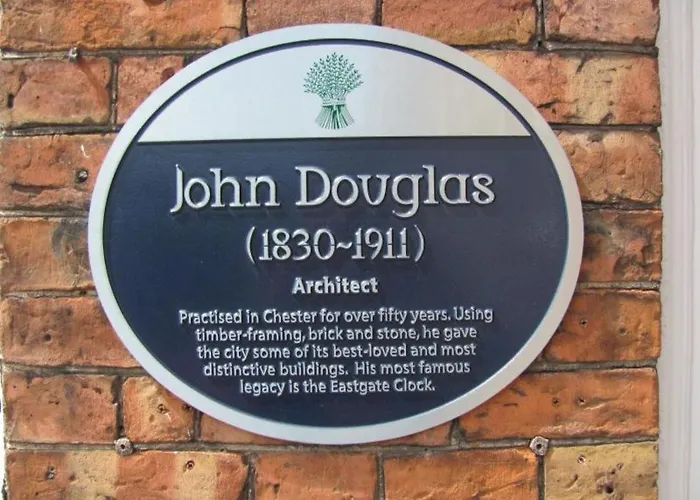 John Douglas
(1830~1911)
Architect
Practised in Chester for over fifty years. Using
timber-framing, brick and stone, he gave
the city some of its best-loved and most
distinctive buildings. His most famous
legacy is the Eastgate Clock.